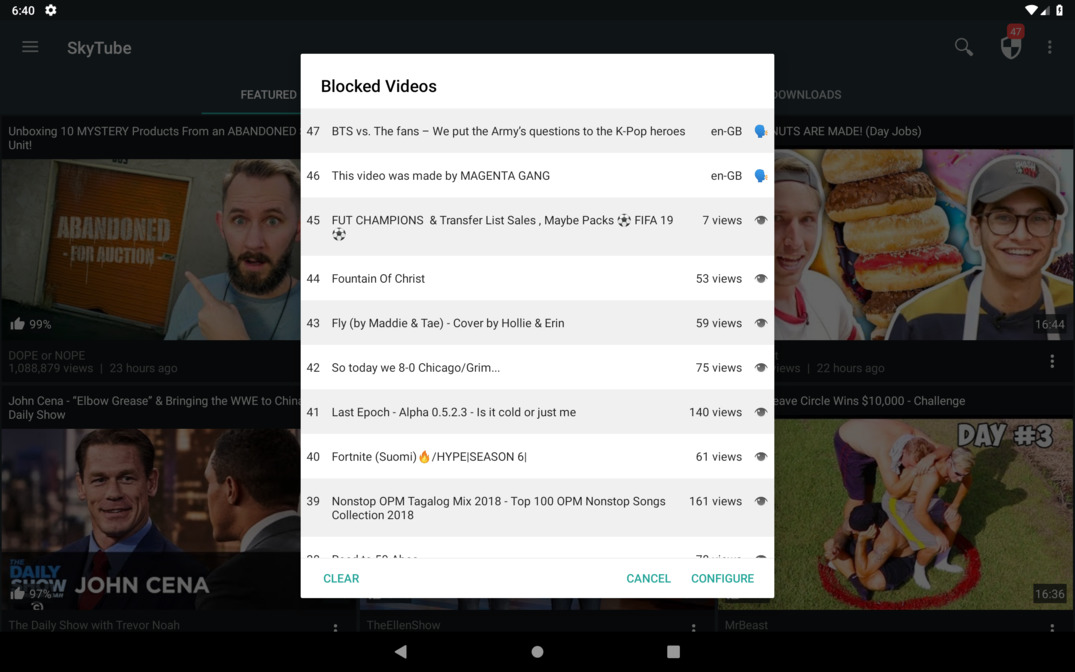 6:40
SkyTube
47
FEATURED
DOWNLOADS
Unboxing 10 MYSTERY Products From an ABANDONED
Unit!
NUTS ARE MADE! (Day Jobs)
ABANDONED
- FOR AUCTION -
99%
16:44
DOPE or NOPE
1,088,879 views | 23 hours ago
views | 22 hours ago
John Cena - “Elbow Grease” & Bringing the WWE to China
Daily Show
eave Circle Wins $10,000 - Challenge
DAY #3
THE
DAILY
SHOW
JOHN CENA
97%
16:36
The Daily Show with Trevor Noah
TheEllenShow
MrBeast
Blocked Videos
47 BTS vs. The fans – We put the Army’s questions to the K-Pop heroes en-GB 🗣
46 This video was made by MAGENTA GANG en-GB 🗣
45 FUT CHAMPIONS & Transfer List Sales , Maybe Packs ⚽ FIFA 19 7 views 👁
⚽
44 Fountain Of Christ 53 views 👁
43 Fly (by Maddie & Tae) - Cover by Hollie & Erin 59 views 👁
42 So today we 8-0 Chicago/Grim... 75 views 👁
41 Last Epoch - Alpha 0.5.2.3 - Is it cold or just me 140 views 👁
40 Fortnite (Suomi)🔥/HYPE|SEASON 6| 61 views 👁
39 Nonstop OPM Tagalog Mix 2018 - Top 100 OPM Nonstop Songs 161 views 👁
Collection 2018
CLEAR CANCEL CONFIGURE